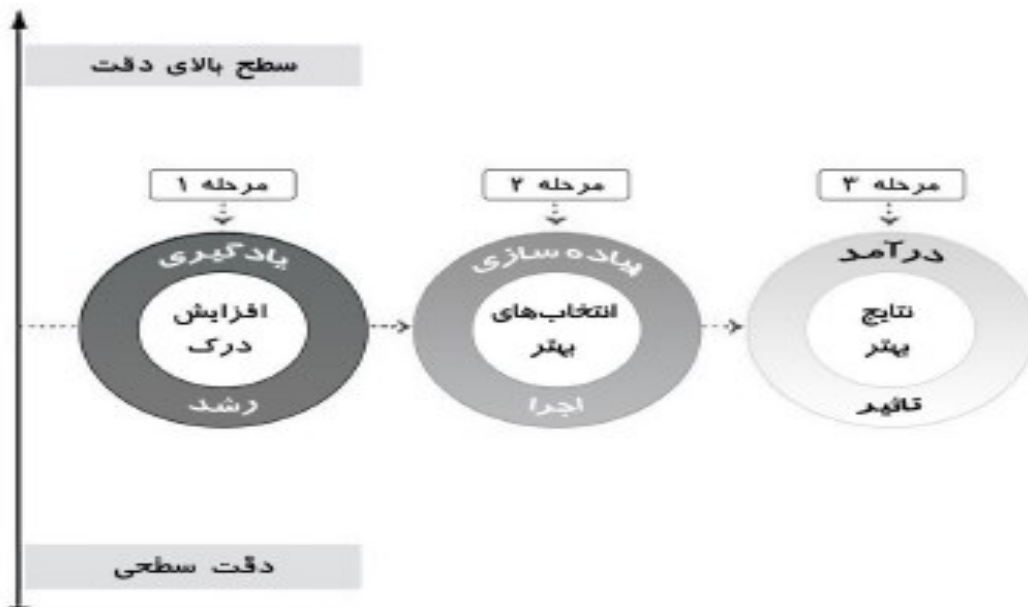 سطح بالای دقت
مرحله ۱
مرحله ۲
مرحله ۳
یادگیری
افزایش
درک
رشد
پیاده سازی
انتخاب‌های
بهتر
اجرا
درآمد
نتایج
بهتر
تاثیر
دقت سطحی